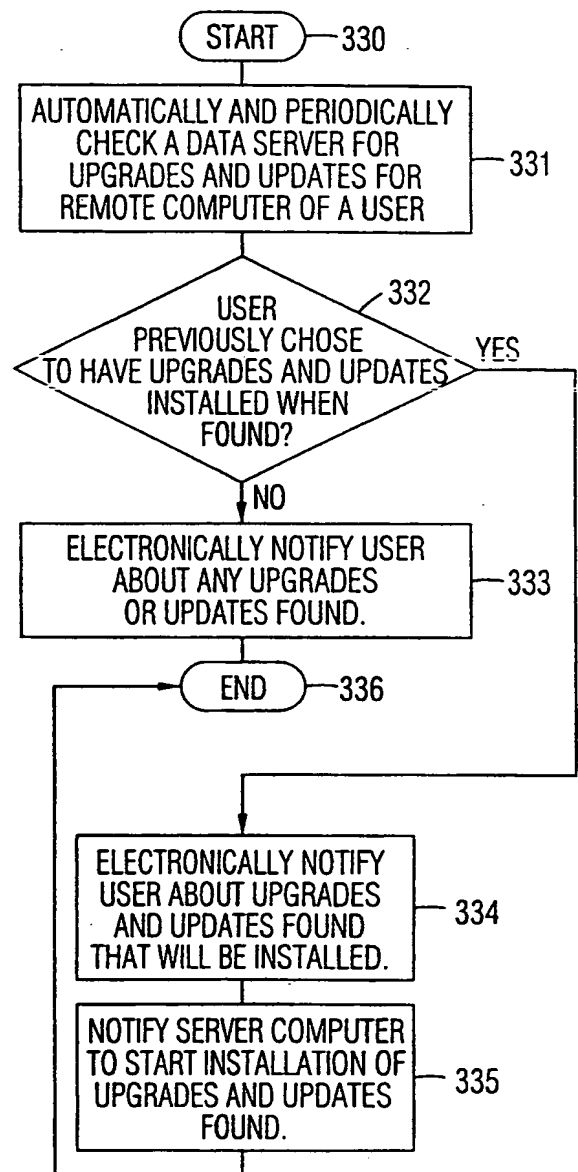 START 330
AUTOMATICALLY AND PERIODICALLY
CHECK A DATA SERVER FOR
UPGRADES AND UPDATES FOR
REMOTE COMPUTER OF A USER
331
332
USER
PREVIOUSLY CHOSE
TO HAVE UPGRADES AND UPDATES
INSTALLED WHEN
FOUND?
YES
NO
ELECTRONICALLY NOTIFY USER
ABOUT ANY UPGRADES
OR UPDATES FOUND.
333
END 336
ELECTRONICALLY NOTIFY
USER ABOUT UPGRADES
AND UPDATES FOUND
THAT WILL BE INSTALLED.
334
NOTIFY SERVER COMPUTER
TO START INSTALLATION OF
UPGRADES AND UPDATES
FOUND.
335